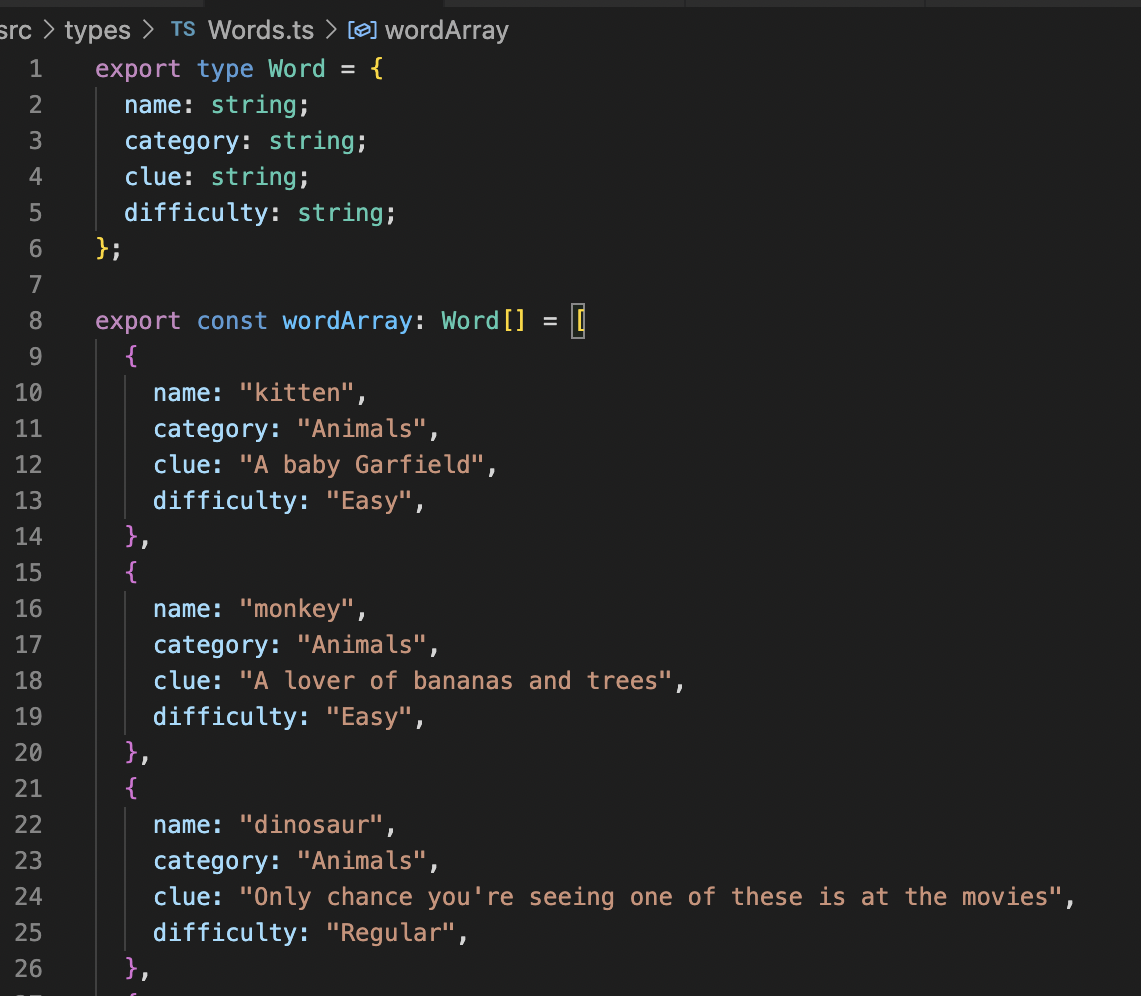 src > types > TS Words.ts > wordArray
1 export type Word = {
2 name: string;
3 category: string;
4 clue: string;
5 difficulty: string;
6 };
7
8 export const wordArray: Word[] = [
9 {
10 name: "kitten",
11 category: "Animals",
12 clue: "A baby Garfield",
13 difficulty: "Easy",
14 },
15 {
16 name: "monkey",
17 category: "Animals",
18 clue: "A lover of bananas and trees",
19 difficulty: "Easy",
20 },
21 {
22 name: "dinosaur",
23 category: "Animals",
24 clue: "Only chance you're seeing one of these is at the movies",
25 difficulty: "Regular",
26 },